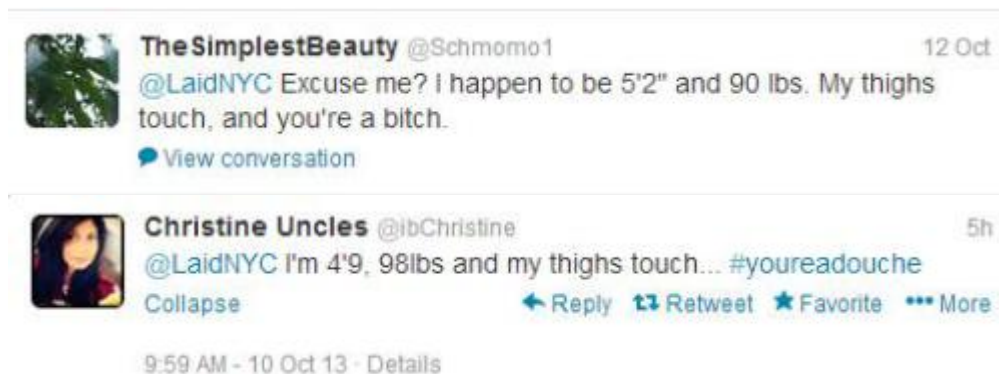 TheSimplestBeauty @Schmomo1 12 Oct
@LaidNYC Excuse me? I happen to be 5'2" and 90 lbs. My thighs
touch, and you're a bitch.
View conversation
Christine Uncles @ibChristine 5h
@LaidNYC I'm 4'9, 98lbs and my thighs touch... #youreadouche
Collapse Reply Retweet Favorite More
9:59 AM - 10 Oct 13 · Details